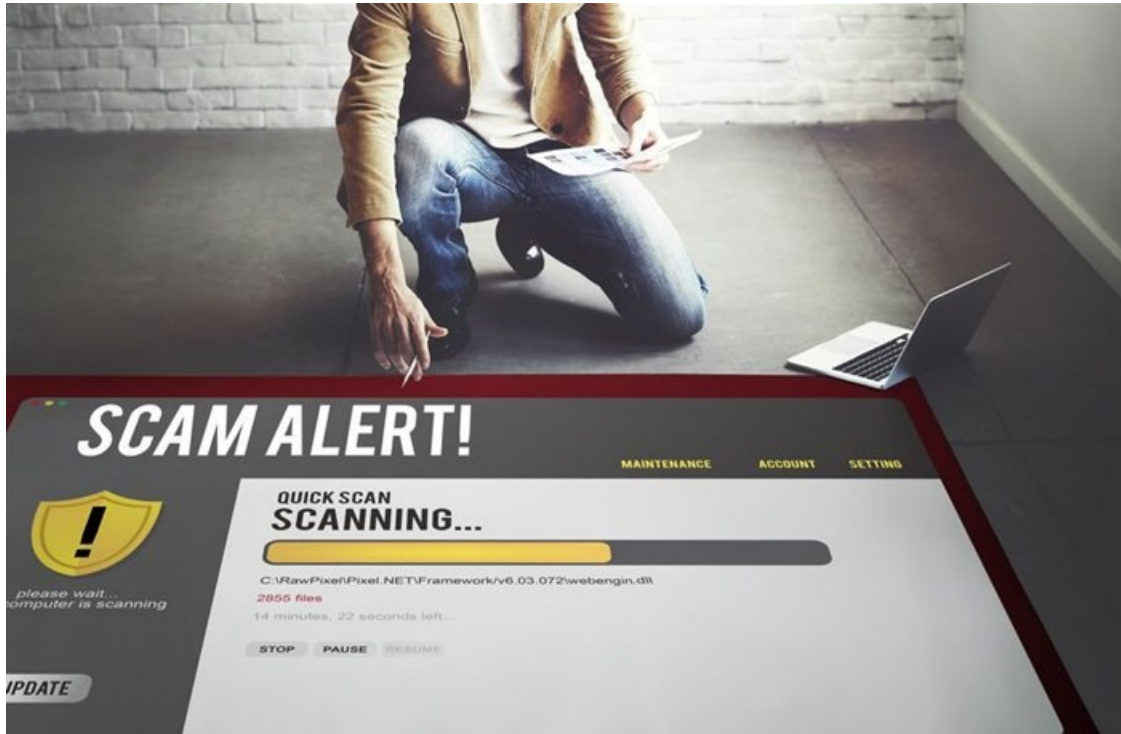 SCAM ALERT!
MAINTENANCE ACCOUNT SETTING
QUICK SCAN
SCANNING...
C:\RawPixel\Pixel.NET\Framework/v6.03.072\webengin.dll
2855 files
14 minutes, 22 seconds left..
STOP PAUSE RESUME
please wait...
computer is scanning
UPDATE